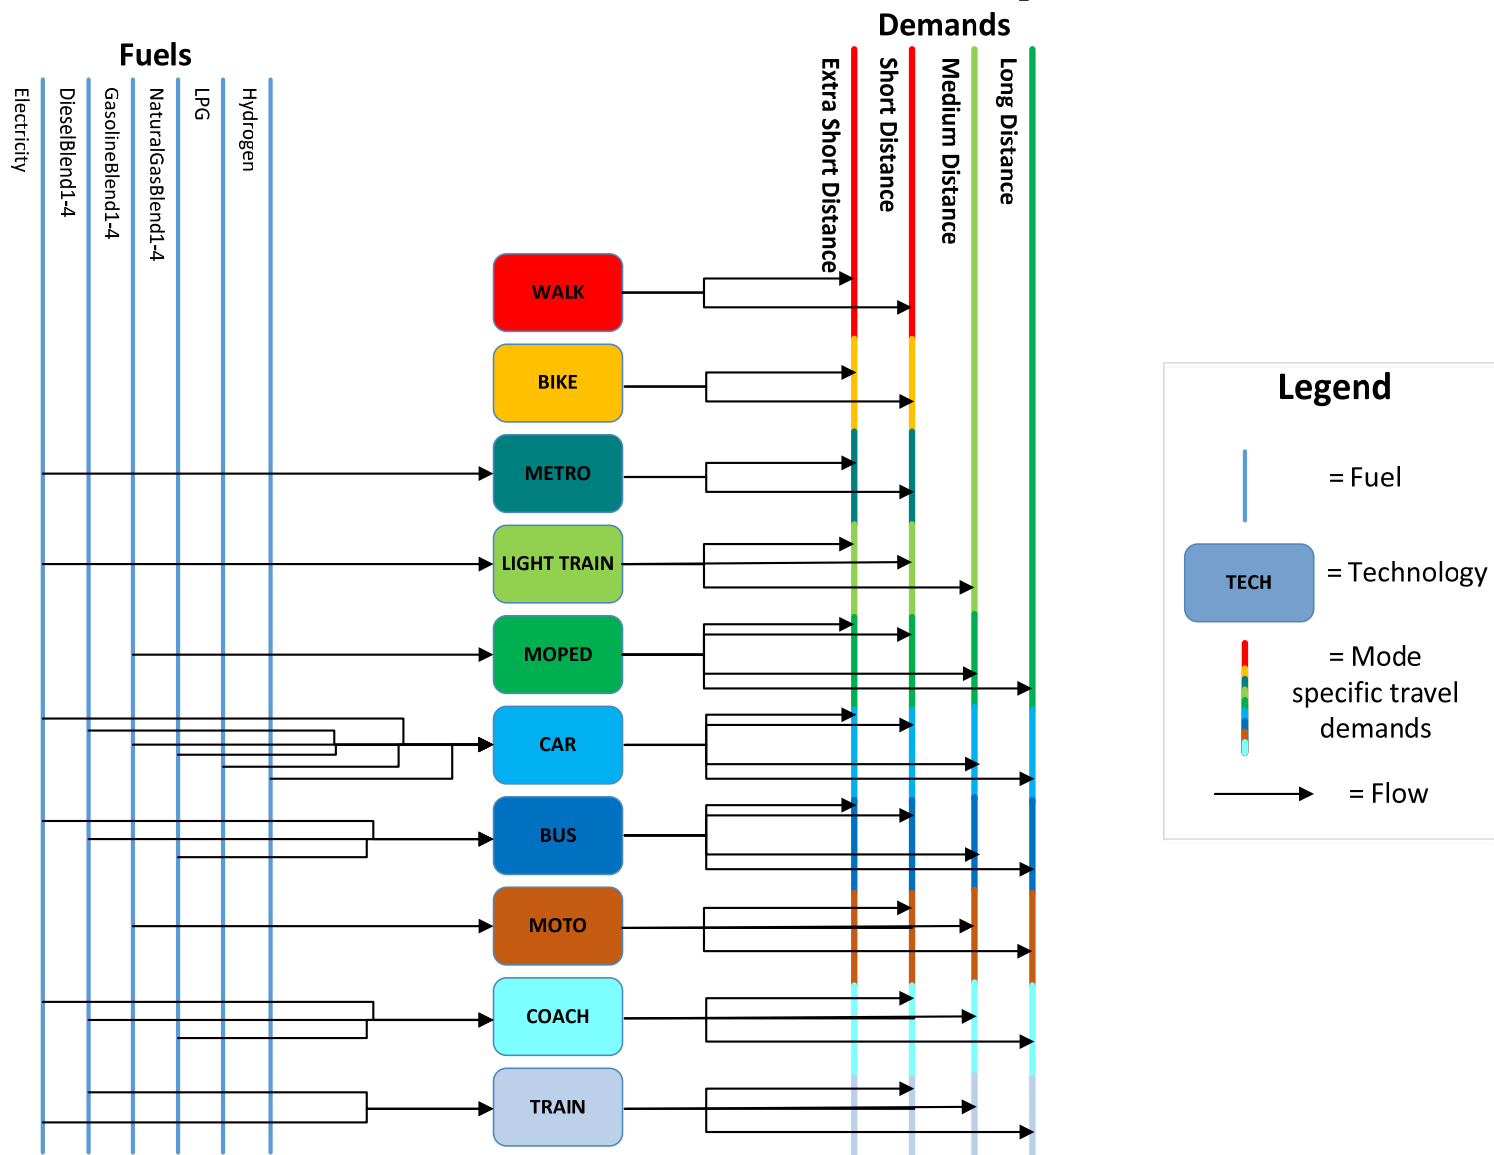 Demands
Fuels
Electricity
DieselBlend1-4
GasolineBlend1-4
NaturalGasBlend1-4
LPG
Hydrogen
Extra Short Distance
Short Distance
Medium Distance
Long Distance
WALK
BIKE
METRO
LIGHT TRAIN
MOPED
CAR
BUS
MOTO
COACH
TRAIN
Legend
= Fuel
TECH
= Technology
= Mode
specific travel
demands
= Flow